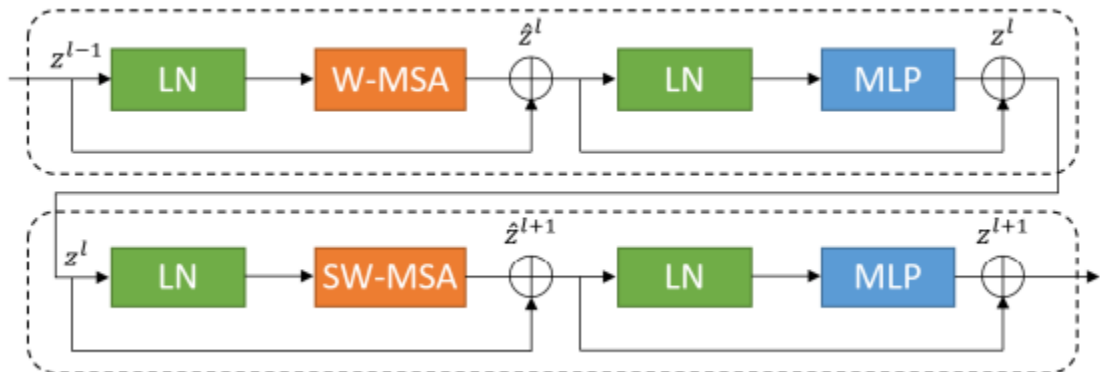 z^{l-1} LN W-MSA ẑ^l LN MLP z^l
z^l LN SW-MSA ẑ^{l+1} LN MLP z^{l+1}